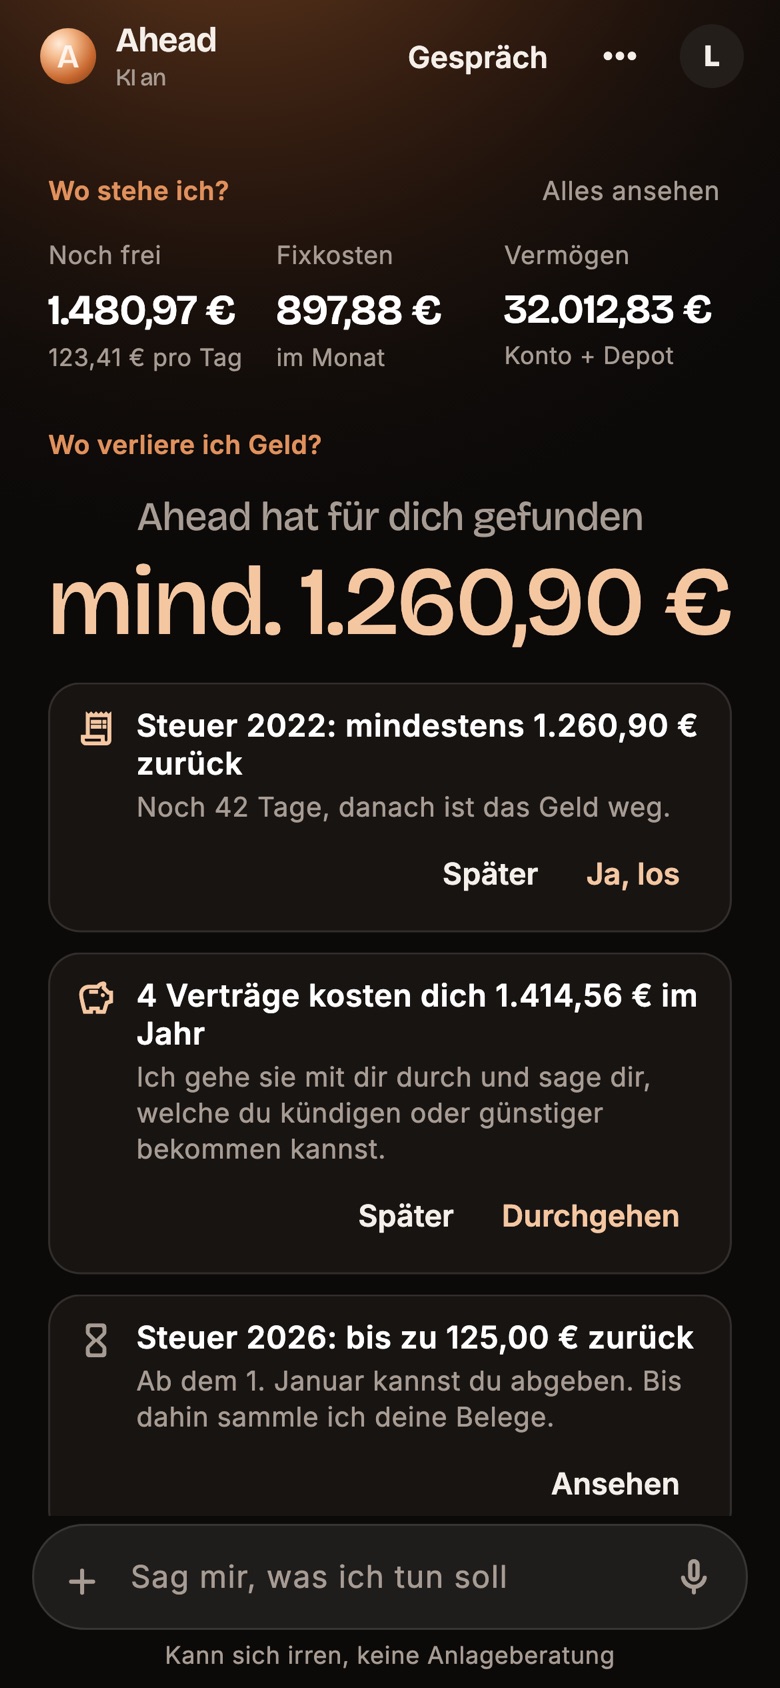 A
Ahead
KI an
Gespräch
L
Wo stehe ich?
Alles ansehen
Noch frei
Fixkosten
Vermögen
1.480,97 €
897,88 €
32.012,83 €
123,41 € pro Tag
im Monat
Konto + Depot
Wo verliere ich Geld?
Ahead hat für dich gefunden
mind. 1.260,90 €
Steuer 2022: mindestens 1.260,90 €
zurück
Noch 42 Tage, danach ist das Geld weg.
Später
Ja, los
4 Verträge kosten dich 1.414,56 € im
Jahr
Ich gehe sie mit dir durch und sage dir,
welche du kündigen oder günstiger
bekommen kannst.
Später
Durchgehen
Steuer 2026: bis zu 125,00 € zurück
Ab dem 1. Januar kannst du abgeben. Bis
dahin sammle ich deine Belege.
Ansehen
Sag mir, was ich tun soll
Kann sich irren, keine Anlageberatung